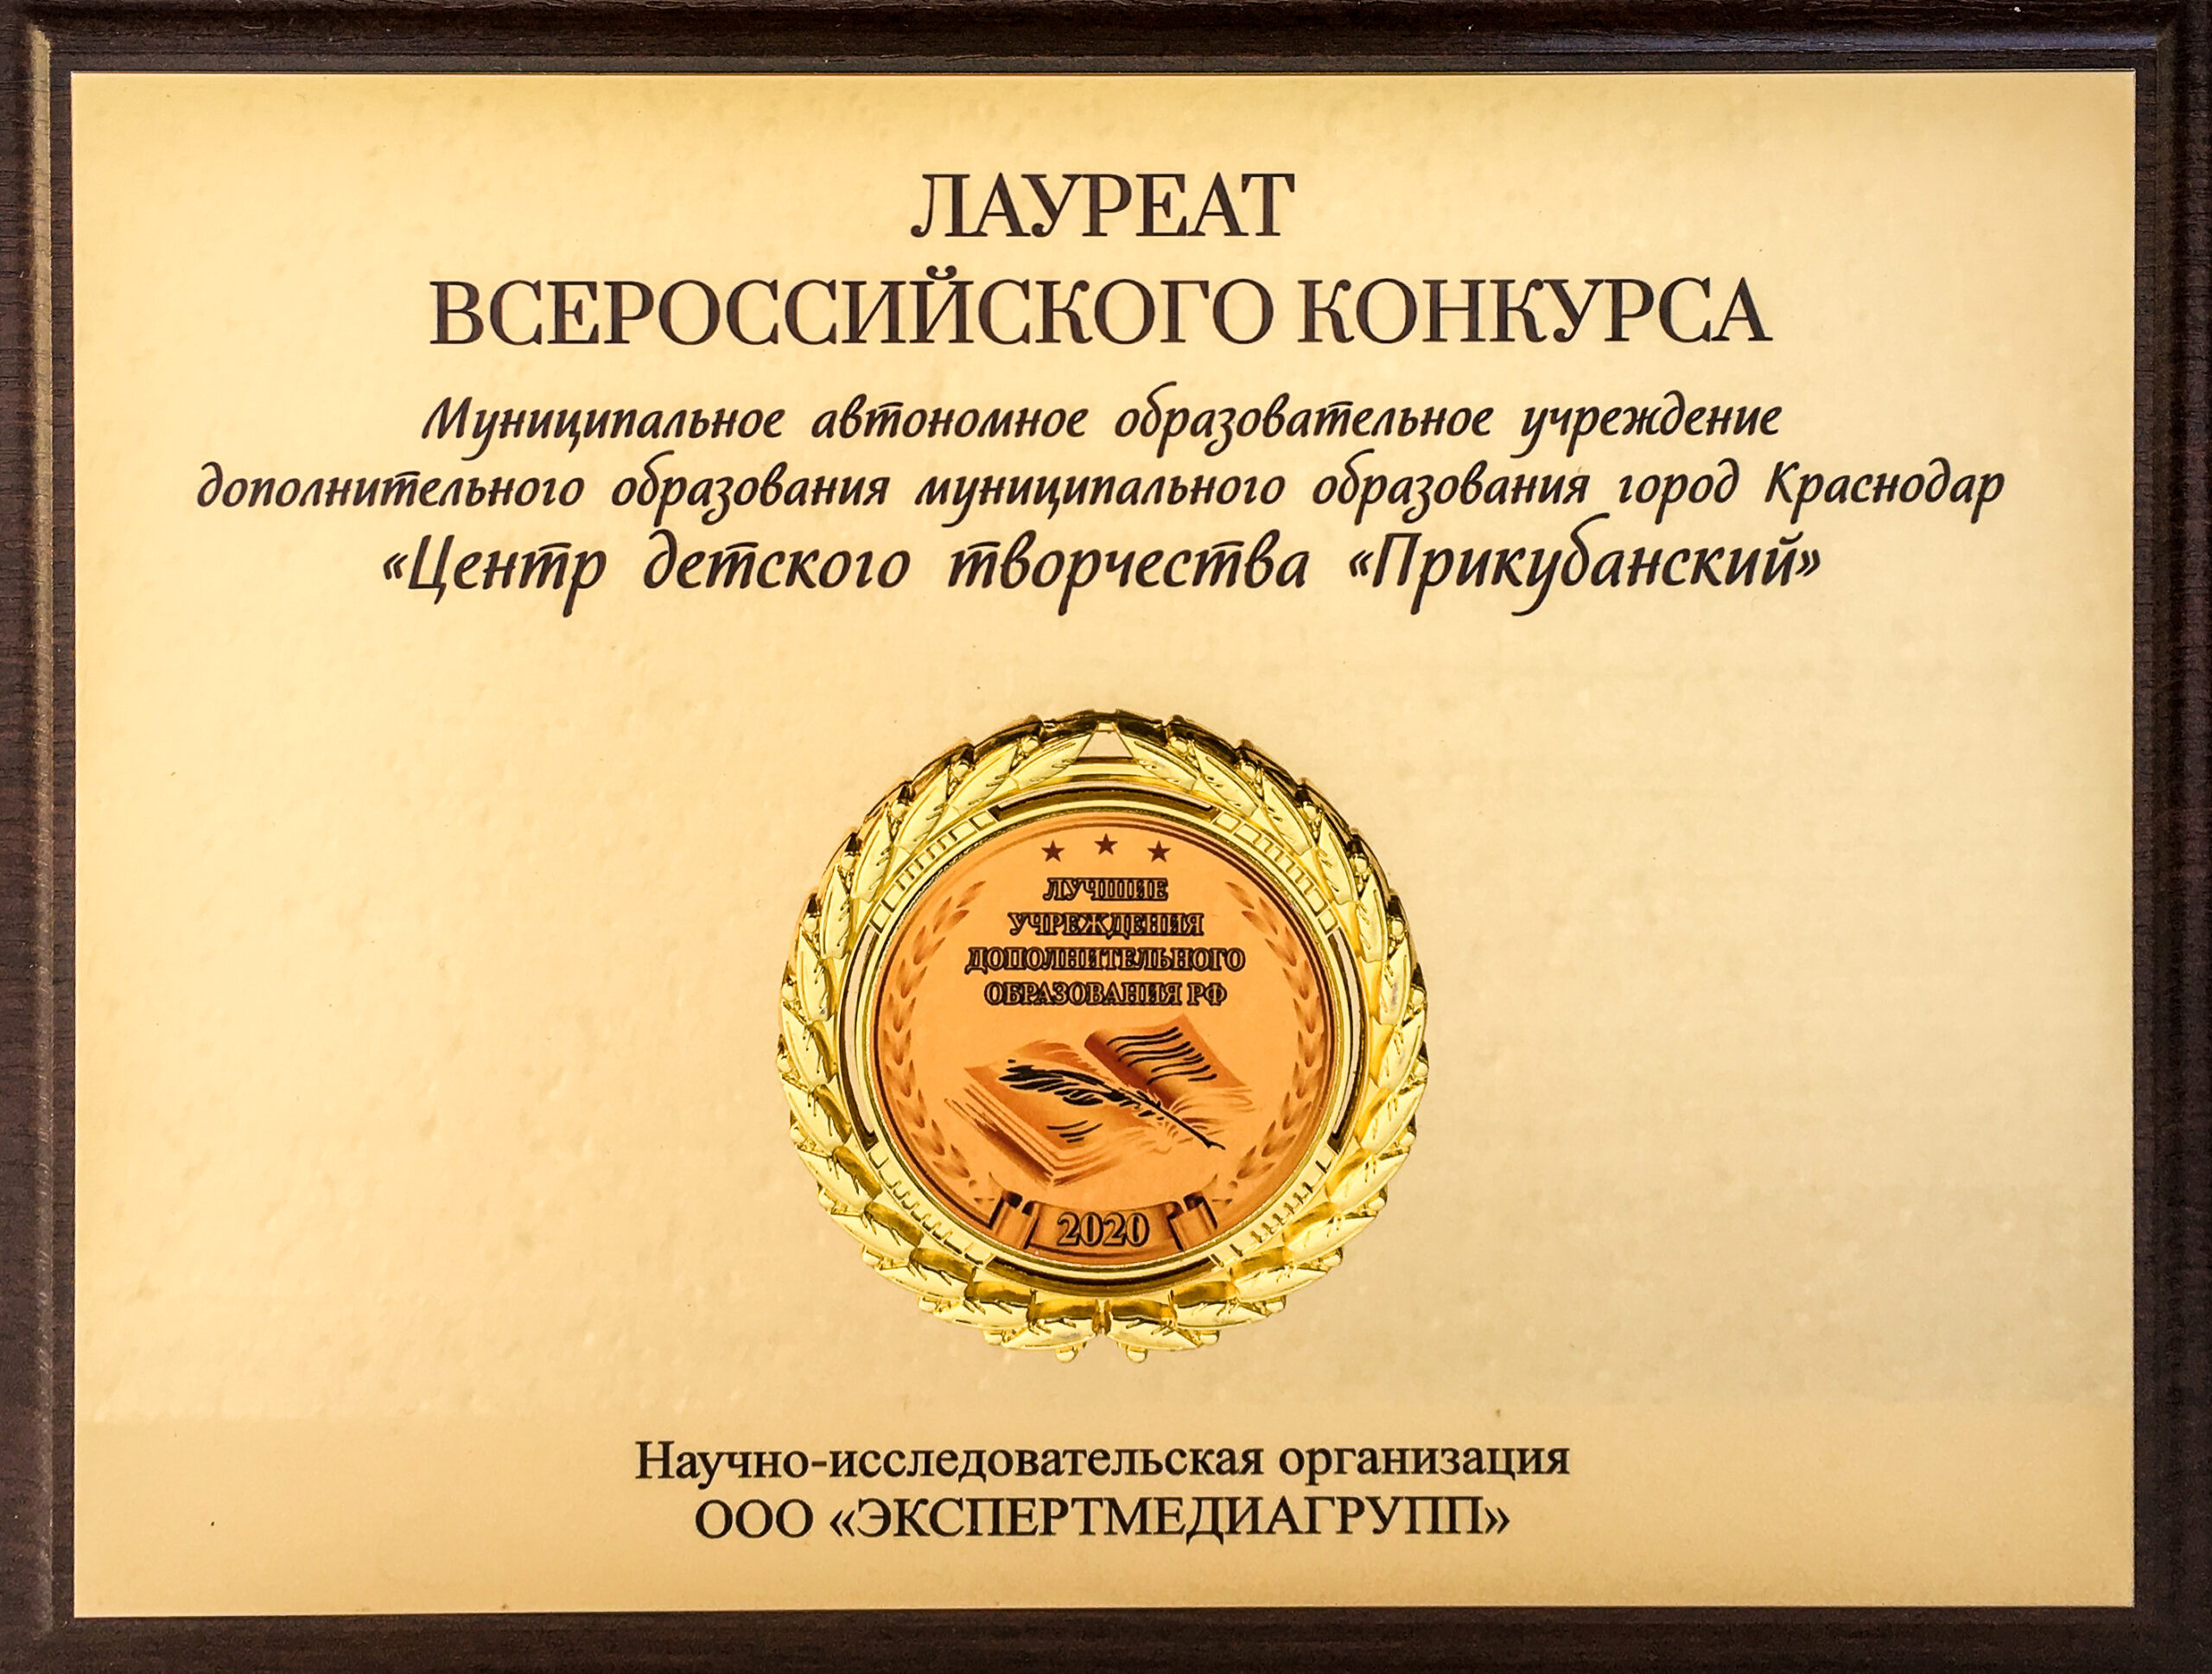 ЛАУРЕАТ
ВСЕРОССИЙСКОГО КОНКУРСА
Муниципальное автономное образовательное учреждение
дополнительного образования муниципального образования город Краснодар
«Центр детского творчества «Прикубанский»
ЛУЧШИЕ
УЧРЕЖДЕНИЯ
ДОПОЛНИТЕЛЬНОГО
ОБРАЗОВАНИЯ РФ
2020
Научно-исследовательская организация
ООО «ЭКСПЕРТМЕДИАГРУПП»